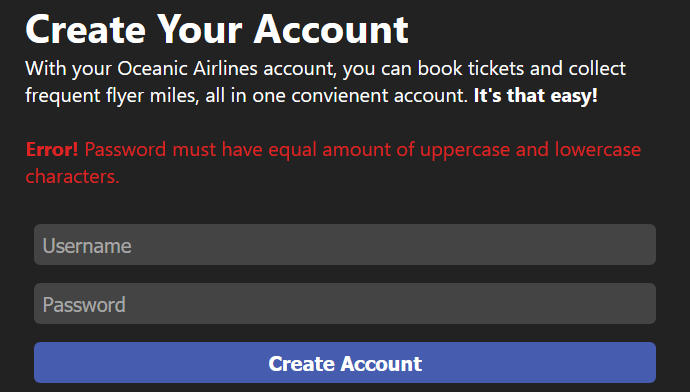 Create Your Account
With your Oceanic Airlines account, you can book tickets and collect
frequent flyer miles, all in one convienent account. It's that easy!
Error! Password must have equal amount of uppercase and lowercase
characters.
Username
Password
Create Account